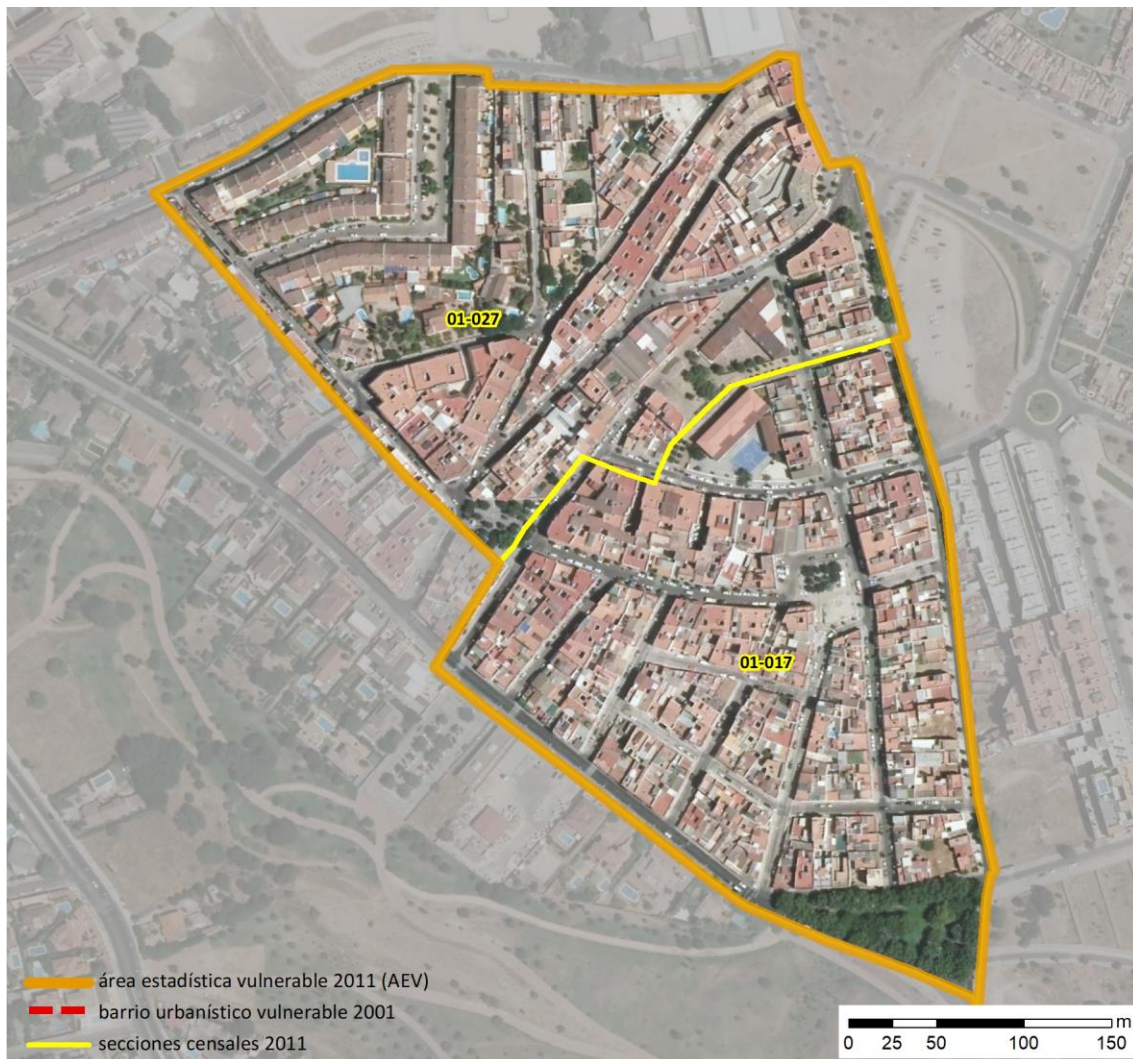 01-027
01-017
área estadística vulnerable 2011 (AEV)
barrio urbanístico vulnerable 2001
secciones censales 2011
m
0 25 50 100 150